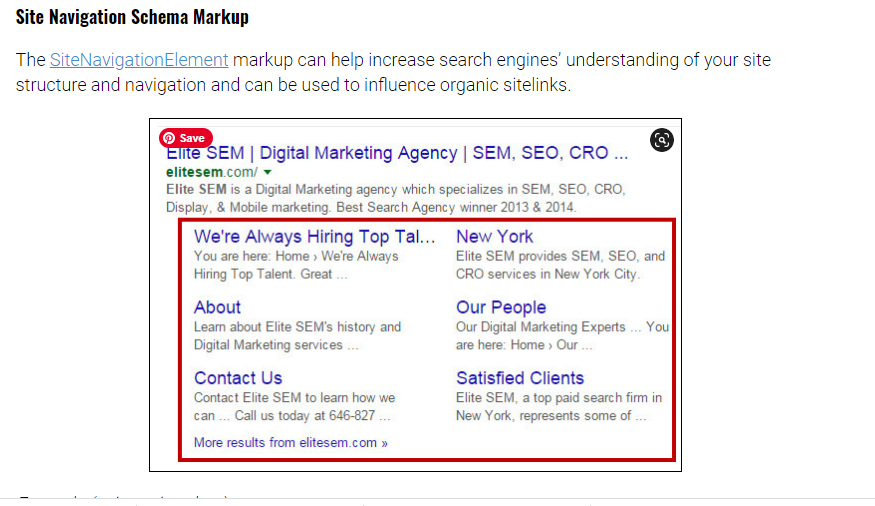 Site Navigation Schema Markup
The SiteNavigationElement markup can help increase search engines’ understanding of your site
structure and navigation and can be used to influence organic sitelinks.
Save
Elite SEM | Digital Marketing Agency | SEM, SEO, CRO ...
elitesem.com/
Elite SEM is a Digital Marketing agency which specializes in SEM, SEO, CRO,
Display, & Mobile marketing. Best Search Agency winner 2013 & 2014.
We're Always Hiring Top Tal...
You are here: Home › We're Always
Hiring Top Talent. Great ...
New York
Elite SEM provides SEM, SEO, and
CRO services in New York City.
About
Learn about Elite SEM's history and
Digital Marketing services ...
Our People
Our Digital Marketing Experts ... You
are here: Home › Our ...
Contact Us
Contact Elite SEM to learn how we
can ... Call us today at 646-827 ...
Satisfied Clients
Elite SEM, a top paid search firm in
New York, represents some of ...
More results from elitesem.com »